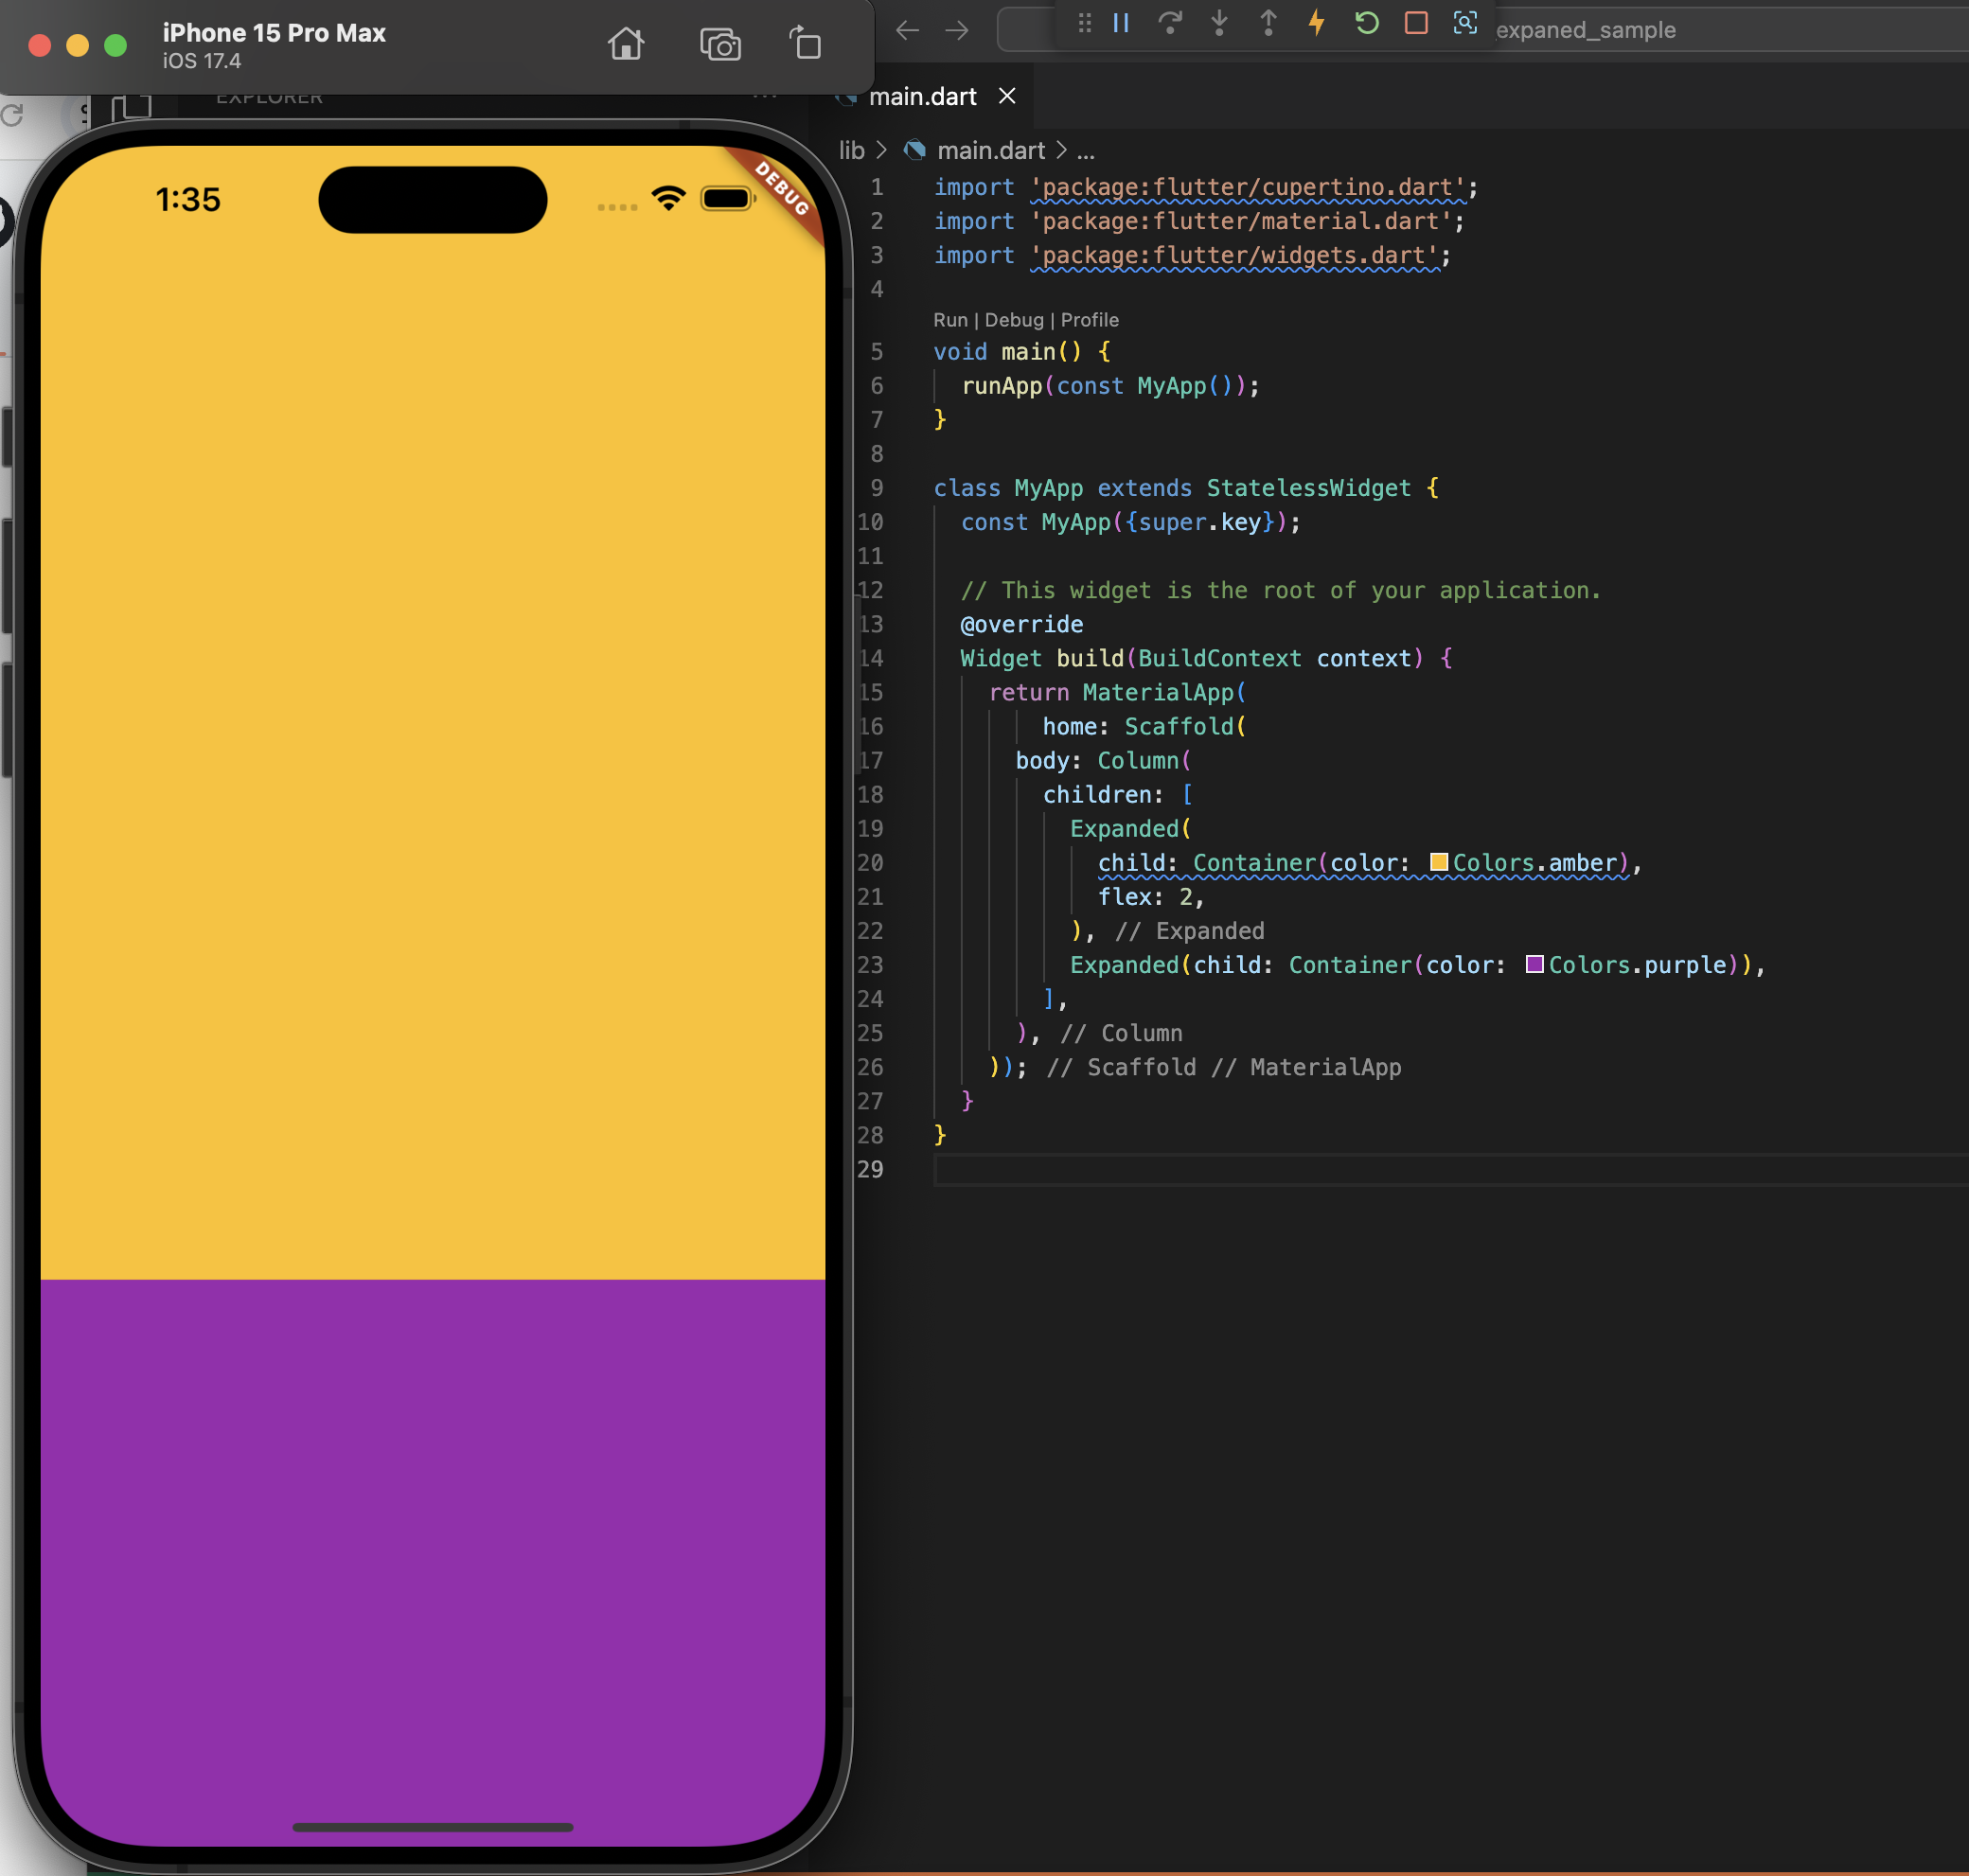 iPhone 15 Pro Max
iOS 17.4
expaned_sample
EXPLORER
main.dart
lib > main.dart > ...
1:35
DEBUG
1 import 'package:flutter/cupertino.dart';
2 import 'package:flutter/material.dart';
3 import 'package:flutter/widgets.dart';
4
Run | Debug | Profile
5 void main() {
6 runApp(const MyApp());
7 }
8
9 class MyApp extends StatelessWidget {
10 const MyApp({super.key});
11
12 // This widget is the root of your application.
13 @override
14 Widget build(BuildContext context) {
15 return MaterialApp(
16 home: Scaffold(
17 body: Column(
18 children: [
19 Expanded(
20 child: Container(color: Colors.amber),
21 flex: 2,
22 ), // Expanded
23 Expanded(child: Container(color: Colors.purple)),
24 ],
25 ), // Column
26 )); // Scaffold // MaterialApp
27 }
28 }
29